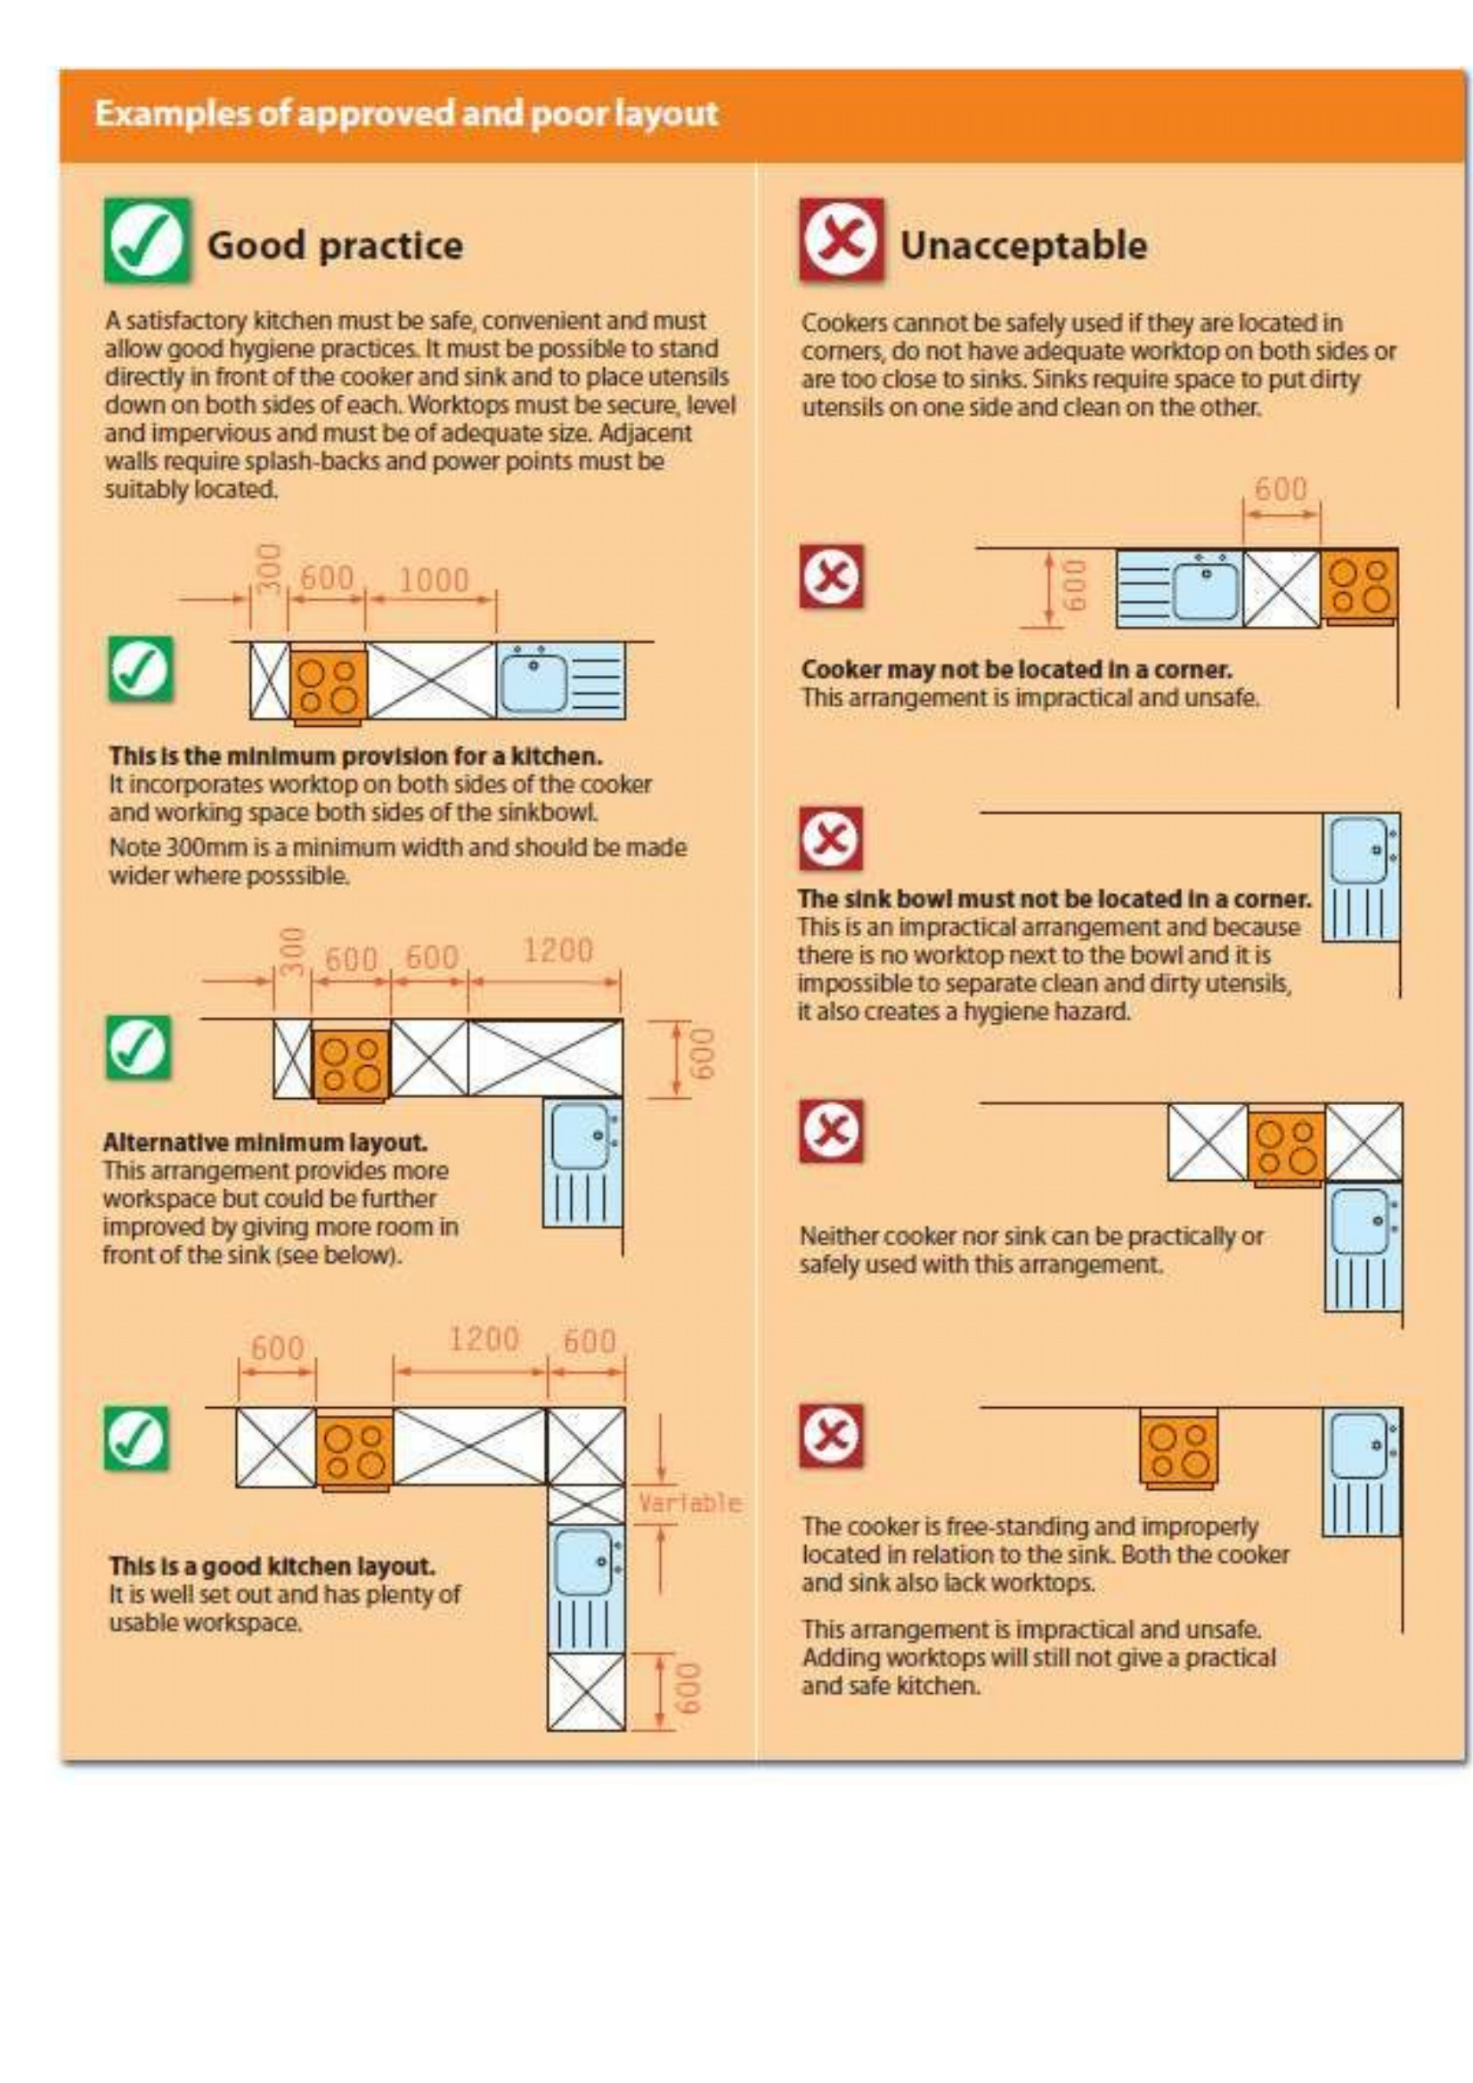 Examples of approved and poor layout
Good practice
A satisfactory kitchen must be safe, convenient and must
allow good hygiene practices. It must be possible to stand
directly in front of the cooker and sink and to place utensils
down on both sides of each. Worktops must be secure, level
and impervious and must be of adequate size. Adjacent
walls require splash-backs and power points must be
suitably located.
300
600
1000
This is the minimum provision for a kitchen.
It incorporates worktop on both sides of the cooker
and working space both sides of the sinkbowl.
Note 300mm is a minimum width and should be made
wider where posssible.
300
600
600
1200
600
Alternative minimum layout.
This arrangement provides more
workspace but could be further
improved by giving more room in
front of the sink (see below).
600
1200
600
Variable
600
This is a good kitchen layout.
It is well set out and has plenty of
usable workspace.
Unacceptable
Cookers cannot be safely used if they are located in
corners, do not have adequate worktop on both sides or
are too close to sinks. Sinks require space to put dirty
utensils on one side and clean on the other.
600
600
Cooker may not be located in a corner.
This arrangement is impractical and unsafe.
The sink bowl must not be located in a corner.
This is an impractical arrangement and because
there is no worktop next to the bowl and it is
impossible to separate clean and dirty utensils,
it also creates a hygiene hazard.
Neither cooker nor sink can be practically or
safely used with this arrangement.
The cooker is free-standing and improperly
located in relation to the sink. Both the cooker
and sink also lack worktops.
This arrangement is impractical and unsafe.
Adding worktops will still not give a practical
and safe kitchen.